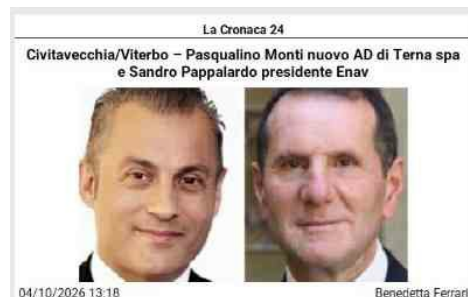 La Cronaca 24
Civitavecchia/Viterbo – Pasqualino Monti nuovo AD di Terna spa
e Sandro Pappalardo presidente Enav
04/10/2026 13:18
Benedetta Ferrari